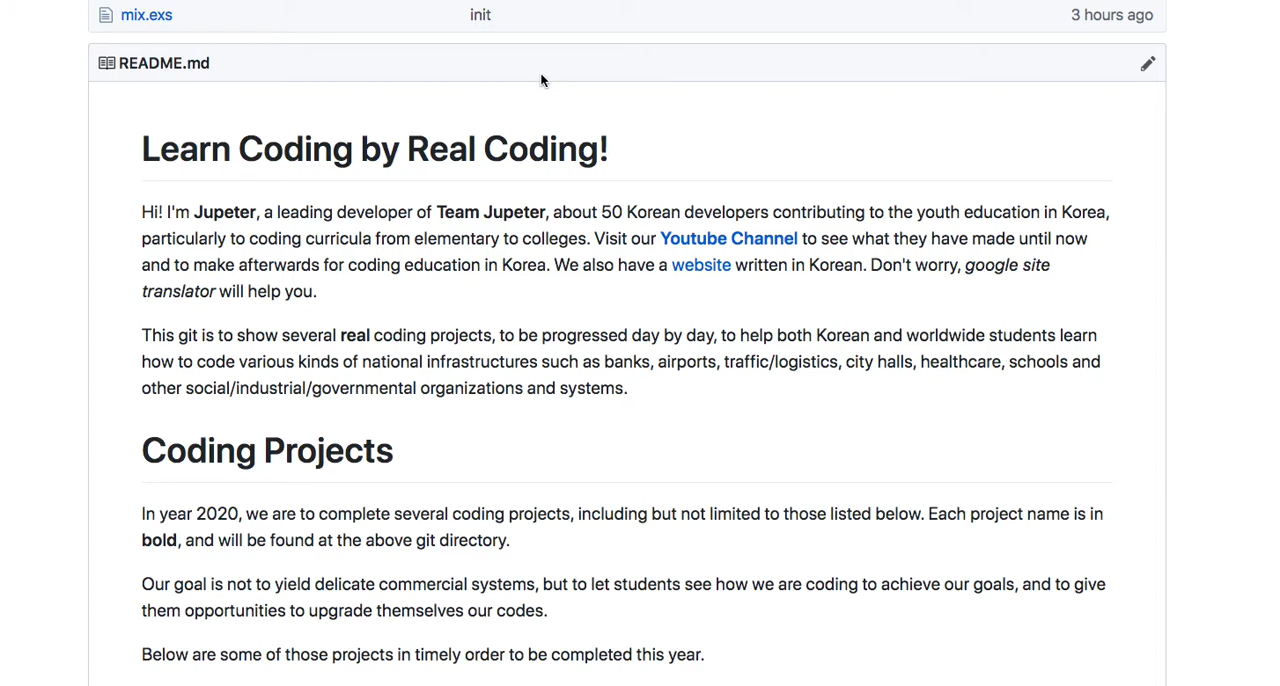 mix.exs init 3 hours ago
README.md
Learn Coding by Real Coding!
Hi! I'm Jupeter, a leading developer of Team Jupeter, about 50 Korean developers contributing to the youth education in Korea,
particularly to coding curricula from elementary to colleges. Visit our Youtube Channel to see what they have made until now
and to make afterwards for coding education in Korea. We also have a website written in Korean. Don't worry, google site
translator will help you.
This git is to show several real coding projects, to be progressed day by day, to help both Korean and worldwide students learn
how to code various kinds of national infrastructures such as banks, airports, traffic/logistics, city halls, healthcare, schools and
other social/industrial/governmental organizations and systems.
Coding Projects
In year 2020, we are to complete several coding projects, including but not limited to those listed below. Each project name is in
bold, and will be found at the above git directory.
Our goal is not to yield delicate commercial systems, but to let students see how we are coding to achieve our goals, and to give
them opportunities to upgrade themselves our codes.
Below are some of those projects in timely order to be completed this year.